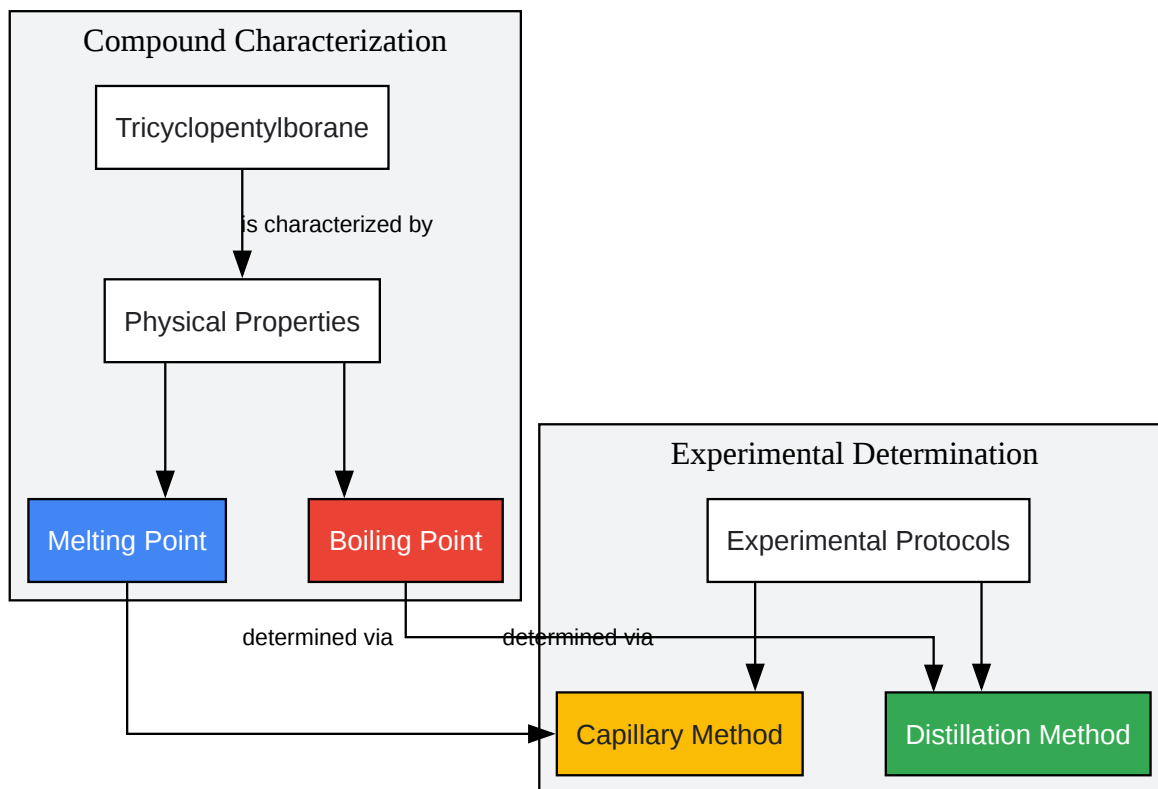 Compound Characterization
Tricyclopentylborane
is characterized by
Physical Properties
Melting Point
Boiling Point
determined via
determined via
Experimental Determination
Experimental Protocols
Capillary Method
Distillation Method